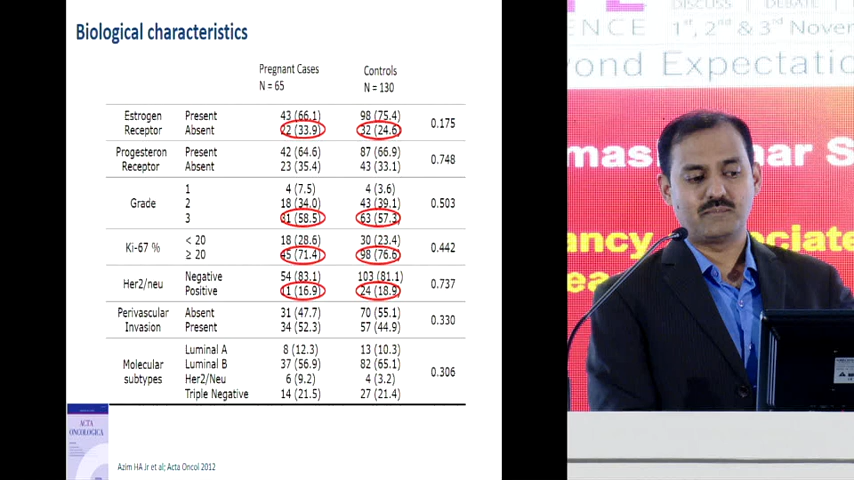 Biological characteristics
Pregnant Cases Controls
N = 65 N = 130
Estrogen Receptor Present 43 (66.1) 98 (75.4) 0.175
Absent 22 (33.9) 32 (24.6)
Progesteron Receptor Present 42 (64.6) 87 (66.9) 0.748
Absent 23 (35.4) 43 (33.1)
Grade 1 4 (7.5) 4 (3.6) 0.503
2 18 (34.0) 43 (39.1)
3 31 (58.5) 63 (57.3)
Ki-67 % < 20 18 (28.6) 30 (23.4) 0.442
≥ 20 45 (71.4) 98 (76.6)
Her2/neu Negative 54 (83.1) 103 (81.1) 0.737
Positive 11 (16.9) 24 (18.9)
Perivascular Invasion Absent 31 (47.7) 70 (55.1) 0.330
Present 34 (52.3) 57 (44.9)
Molecular subtypes Luminal A 8 (12.3) 13 (10.3) 0.306
Luminal B 37 (56.9) 82 (65.1)
Her2/Neu 6 (9.2) 4 (3.2)
Triple Negative 14 (21.5) 27 (21.4)
ACTA
ONCOLOGICA
Azim HA Jr et al; Acta Oncol 2012
DISCUSS DEBATE
ENCE 1st, 2nd & 3rd Nover
ond Expectati
mas aar S
ancy ssociate
ea